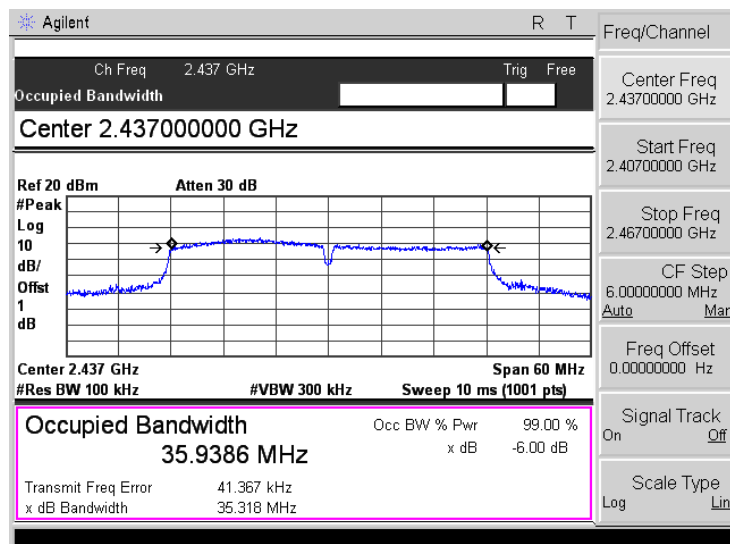 Agilent R T
Ch Freq 2.437 GHz Trig Free
Occupied Bandwidth
Center 2.437000000 GHz
Ref 20 dBm Atten 30 dB
#Peak
Log
10
dB/
Offst
1
dB
Center 2.437 GHz Span 60 MHz
#Res BW 100 kHz #VBW 300 kHz Sweep 10 ms (1001 pts)
Occupied Bandwidth
35.9386 MHz
Occ BW % Pwr 99.00 %
x dB -6.00 dB
Transmit Freq Error 41.367 kHz
x dB Bandwidth 35.318 MHz
Freq/Channel
Center Freq
2.43700000 GHz
Start Freq
2.40700000 GHz
Stop Freq
2.46700000 GHz
CF Step
6.00000000 MHz
Auto Man
Freq Offset
0.00000000 Hz
Signal Track
On Off
Scale Type
Log Lin